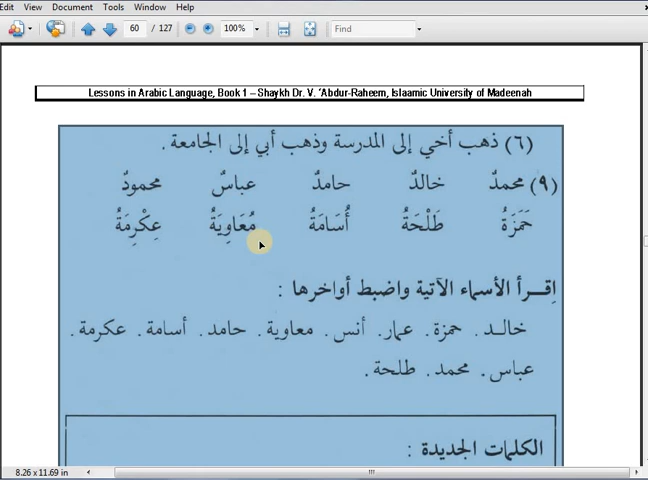 Edit View Document Tools Window Help
60 / 127 100% Find
Lessons in Arabic Language, Book 1 – Shaykh Dr. V. ‘Abdur-Raheem, Islaamic University of Madeenah
(٦) ذهب أخي إلى المدرسة وذهب أبي إلى الجامعة .
(٩) محمدٌ خالدٌ حامدٌ عباسٌ محمودٌ
حَمْزَةُ طَلْحَةُ أُسَامَةُ مُعَاوِيَةُ عِكْرِمَةُ
اِقــرأ الأسماء الآتية واضبط أواخرها :
خالــد . حمزة . عمار . أنس . معاوية . حامد . أسامة . عكرمة .
عباس . محمد . طلحة .
الكلمات الجديدة :
8.26 x 11.69 in